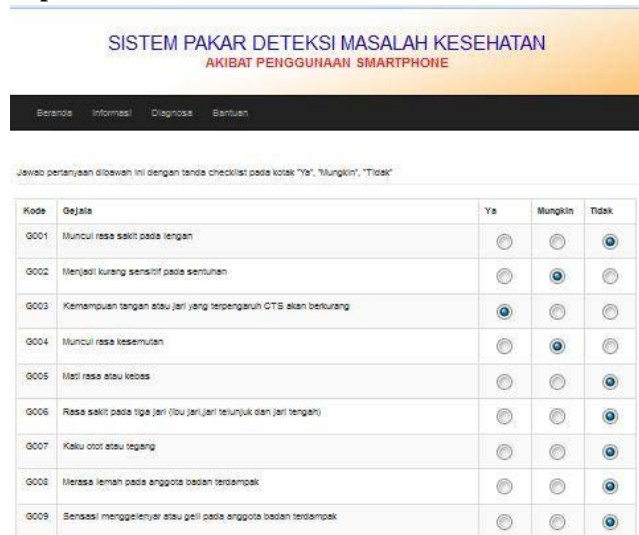 SISTEM PAKAR DETEKSI MASALAH KESEHATAN
AKIBAT PENGGUNAAN SMARTPHONE
Beranda Informasi Diagnosa Bantuan
Jawab pertanyaan dibawah ini dengan tanda checklist pada kotak "Ya", "Mungkin", "Tidak"
Kode Gejala Ya Mungkin Tidak
G001 Muncul rasa sakit pada lengan
G002 Menjadi kurang sensitif pada sentuhan
G003 Kemampuan tangan atau jari yang terpengaruh CTS akan berkurang
G004 Muncul rasa kesemutan
G005 Mati rasa atau kebas
G006 Rasa sakit pada tiga jari (ibu jari,jari telunjuk dan jari tengah)
G007 Kaku otot atau tegang
G008 Merasa lemah pada anggota badan terdampak
G009 Sensasi menggelenyar atau geli pada anggota badan terdampak